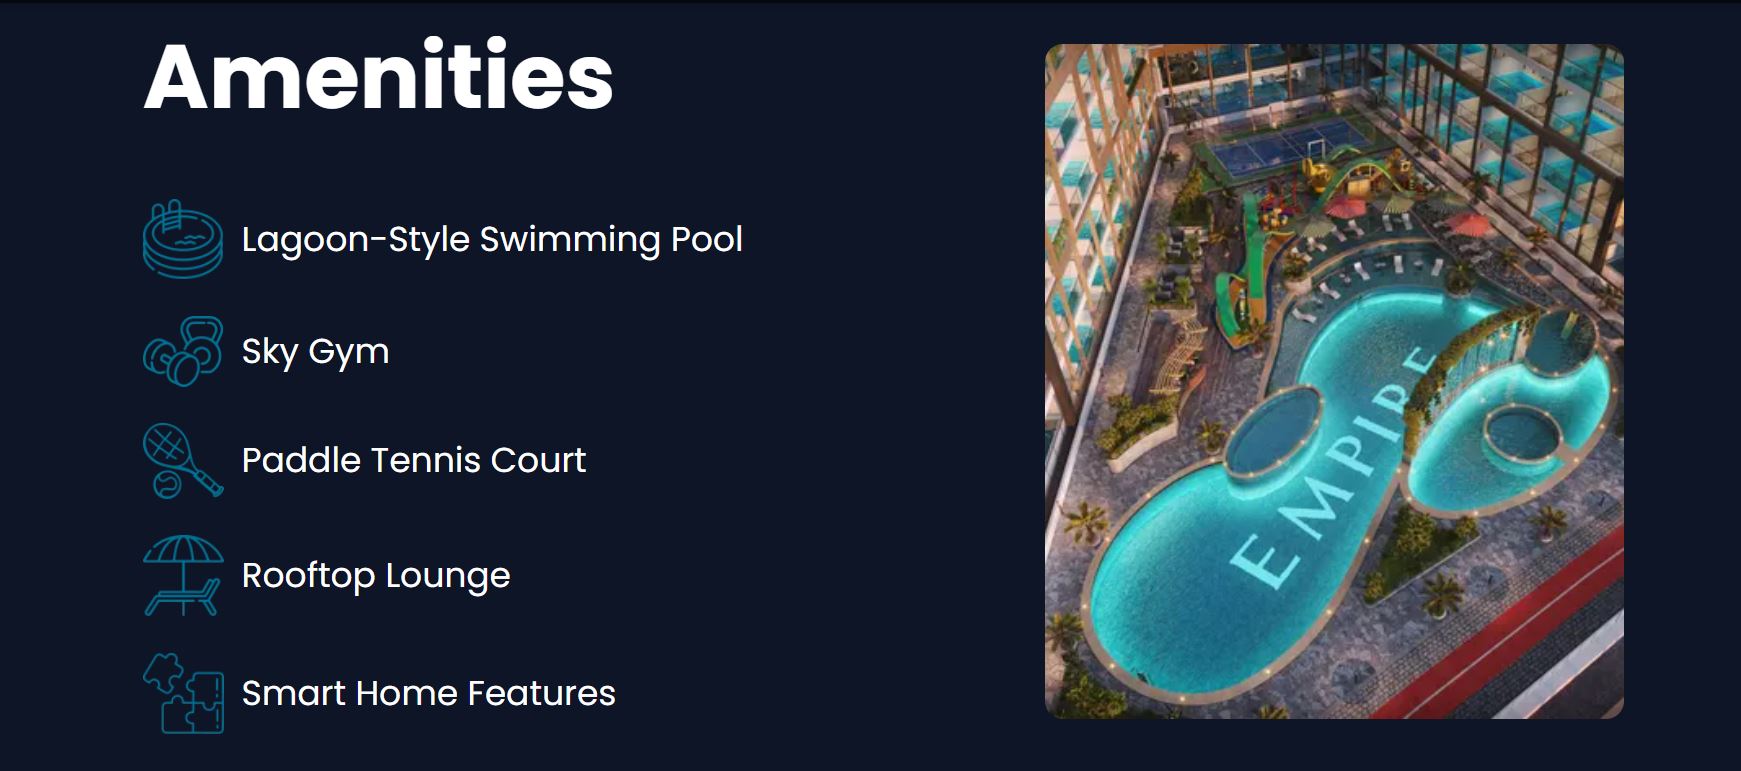 Amenities
Lagoon-Style Swimming Pool
Sky Gym
Paddle Tennis Court
Rooftop Lounge
Smart Home Features
EMPIRE